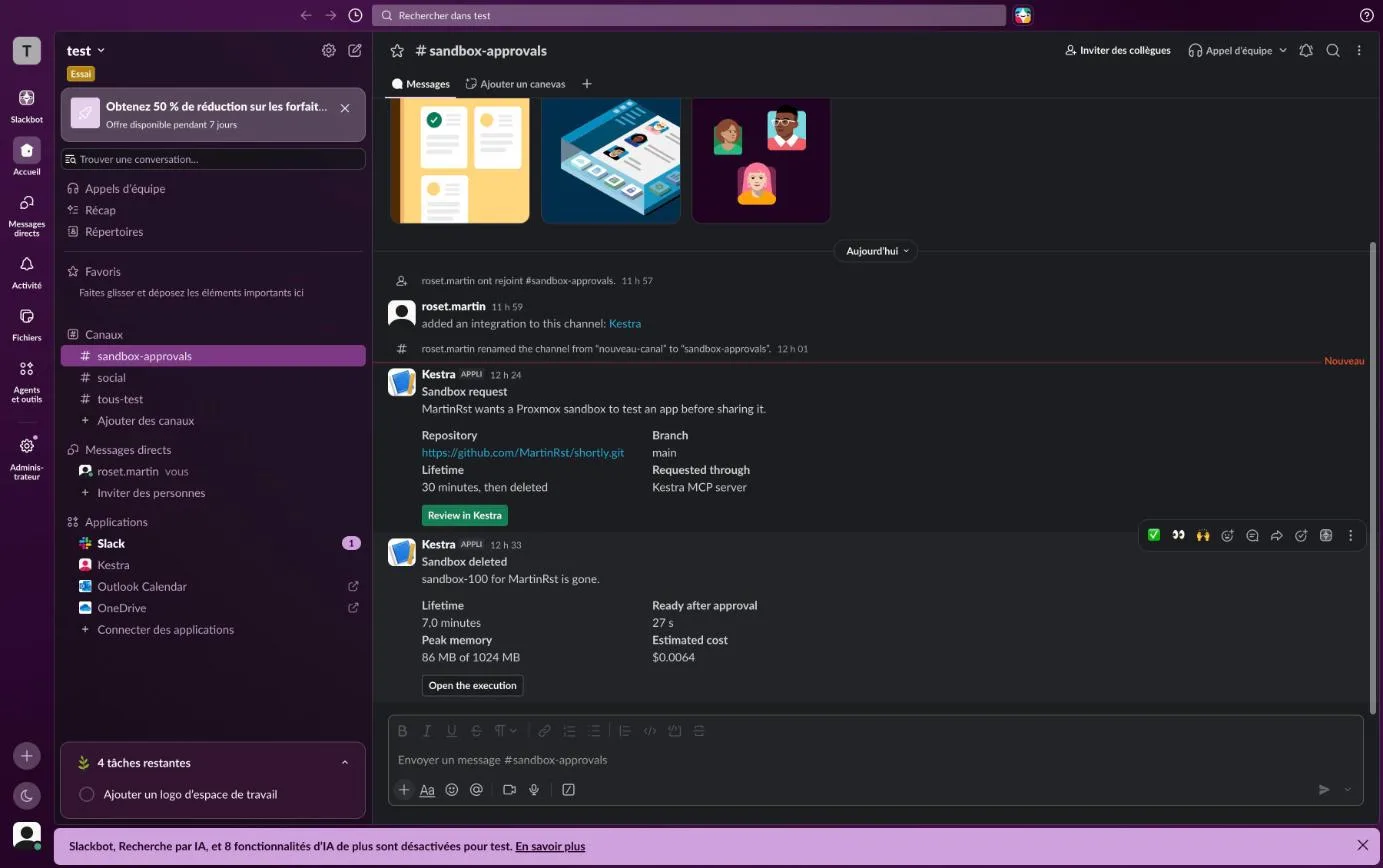 Rechercher dans test
T
test
Essai
Obtenez 50 % de réduction sur les forfait...
Offre disponible pendant 7 jours
Trouver une conversation...
Slackbot
Accueil
Messages directs
Activité
Fichiers
Agents et outils
Adminis-
trateur
Appels d'équipe
Récap
Répertoires
Favoris
Faites glisser et déposez les éléments importants ici
Canaux
# sandbox-approvals
# social
# tous-test
+ Ajouter des canaux
Messages directs
roset.martin vous
+ Inviter des personnes
Applications
Slack 1
Kestra
Outlook Calendar
OneDrive
+ Connecter des applications
4 tâches restantes
Ajouter un logo d'espace de travail
# sandbox-approvals
Inviter des collègues
Appel d'équipe
Messages
Ajouter un canevas
Aujourd'hui
roset.martin ont rejoint #sandbox-approvals. 11 h 57
roset.martin 11 h 59
added an integration to this channel: Kestra
# roset.martin renamed the channel from "nouveau-canal" to "sandbox-approvals". 12 h 01
Nouveau
Kestra APPLI 12 h 24
Sandbox request
MartinRst wants a Proxmox sandbox to test an app before sharing it.
Repository Branch
https://github.com/MartinRst/shortly.git main
Lifetime Requested through
30 minutes, then deleted Kestra MCP server
Review in Kestra
Kestra APPLI 12 h 33
Sandbox deleted
sandbox-100 for MartinRst is gone.
Lifetime Ready after approval
7,0 minutes 27 s
Peak memory Estimated cost
86 MB of 1024 MB $0.0064
Open the execution
B I U S
Envoyer un message #sandbox-approvals
Aa
Slackbot, Recherche par IA, et 8 fonctionnalités d'IA de plus sont désactivées pour test. En savoir plus